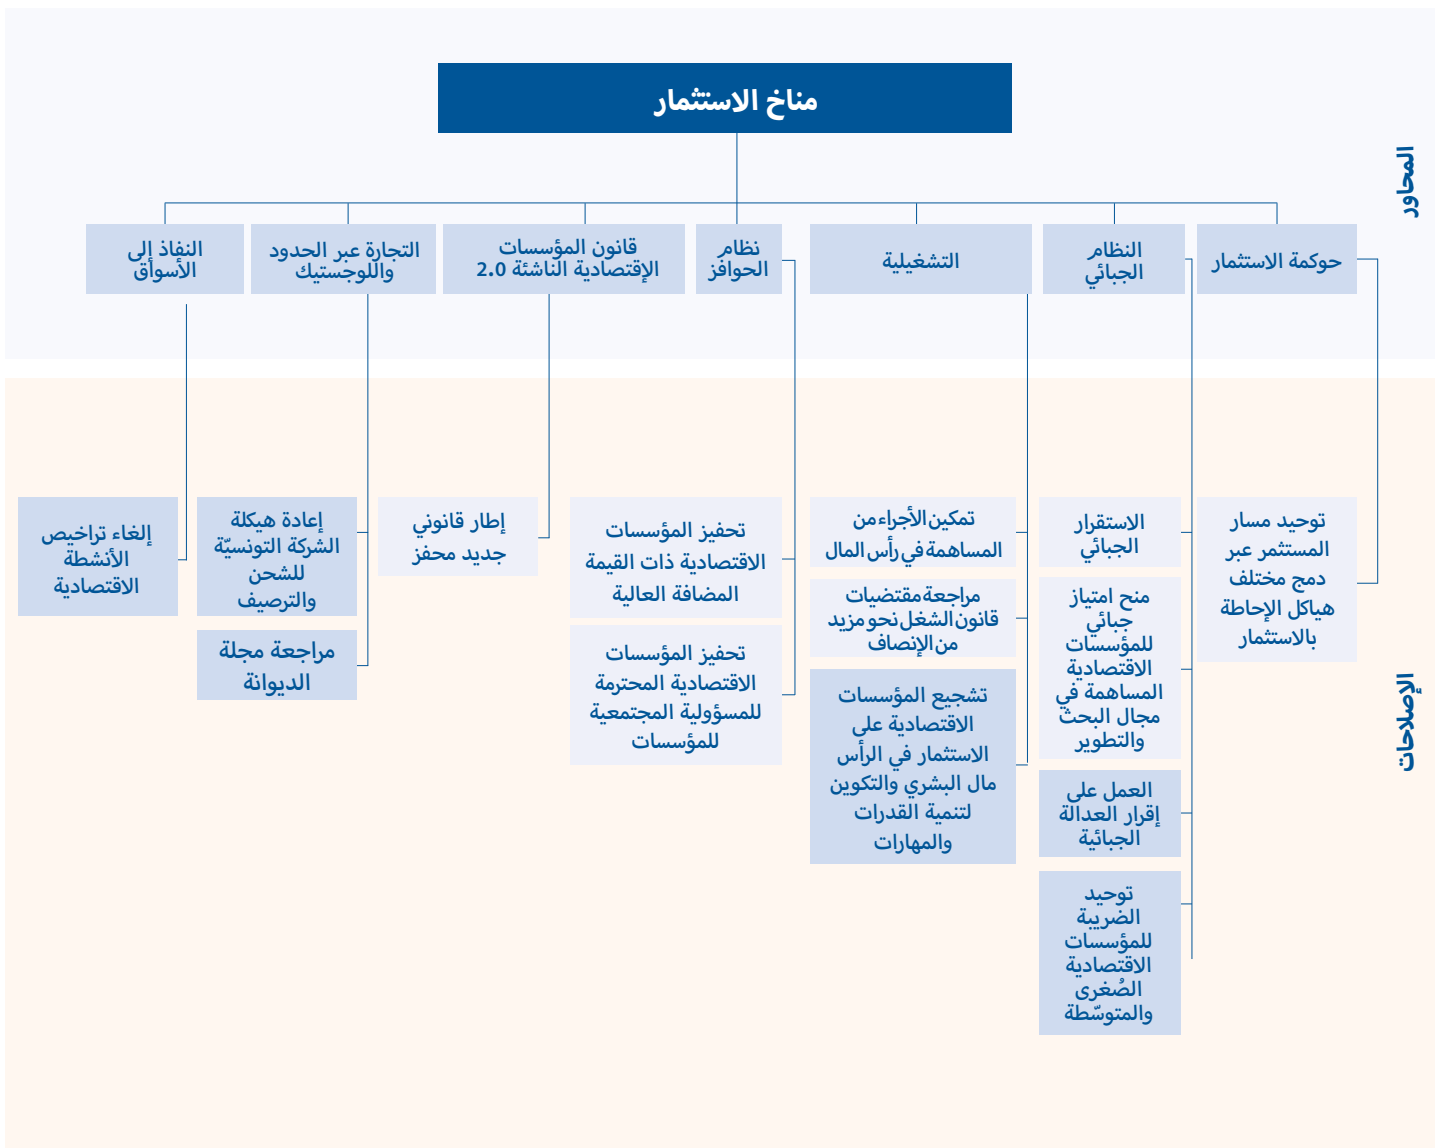 مناخ الاستثمار
المحاور
حوكمة الاستثمار
النظام
الجبائي
التشغيلية
نظام
الحوافز
قانون المؤسسات
الإقتصادية الناشئة 2.0
التجارة عبر الحدود
واللوجستيك
النفاذ إلى
الأسواق
الإصلاحات
توحيد مسار
المستثمر عبر
دمج مختلف
هياكل الإحاطة
بالاستثمار
الاستقرار
الجبائي
منح امتياز
جبائي
للمؤسسات
الاقتصادية
المساهمة في
مجال البحث
والتطوير
العمل على
إقرار العدالة
الجبائية
توحيد
الضريبة
للمؤسسات
الاقتصادية
الصُغرى
والمتوسّطة
تمكين الأجراء من
المساهمة في رأس المال
مراجعة مقتضيات
قانون الشغل نحو مزيد
من الإنصاف
تشجيع المؤسسات
الاقتصادية على
الاستثمار في الرأس
مال البشري والتكوين
لتنمية القدرات
والمهارات
تحفيز المؤسسات
الاقتصادية ذات القيمة
المضافة العالية
تحفيز المؤسسات
الاقتصادية المحترمة
للمسؤولية المجتمعية
للمؤسسات
إطار قانوني
جديد محفز
إعادة هيكلة
الشركة التونسيّة
للشحن
والترصيف
مراجعة مجلة
الديوانة
إلغاء تراخيص
الأنشطة
الاقتصادية